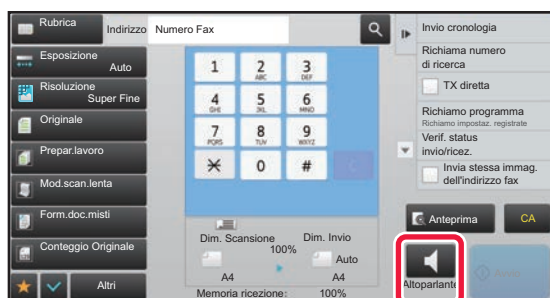 Rubrica
Indirizzo
Numero Fax
Esposizione
Auto
Risoluzione
Super Fine
Originale
Prepar.lavoro
Mod.scan.lenta
Form.doc.misti
Conteggio Originale
Altri
1
2
ABC
3
DEF
4
GHI
5
JKL
6
MNO
7
PQRS
8
TUV
9
WXYZ
0
#
Dim. Scansione
100%
Dim. Invio
Auto
A4
A4
Memoria ricezione: 100%
Invio cronologia
Richiama numero
di ricerca
TX diretta
Richiamo programma
Richiamo impostaz. registrate
Verif. status
invio/ricez.
Invia stessa immag.
dell'indirizzo fax
Anteprima
CA
Altoparlante
Avvio